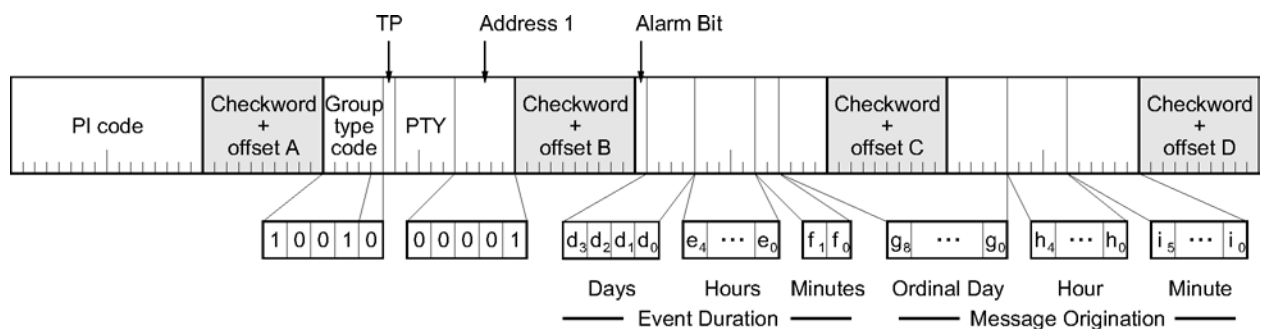 TP Address 1 Alarm Bit
PI code
Checkword
+
offset A
Group
type
code
PTY
Checkword
+
offset B
Checkword
+
offset C
Checkword
+
offset D
1 0 0 1 0
0 0 0 0 1
d3 d2 d1 d0
e4 ... e0
f1 f0
g8 ... g0
h4 ... h0
i5 ... i0
Days Hours Minutes Ordinal Day Hour Minute
Event Duration Message Origination